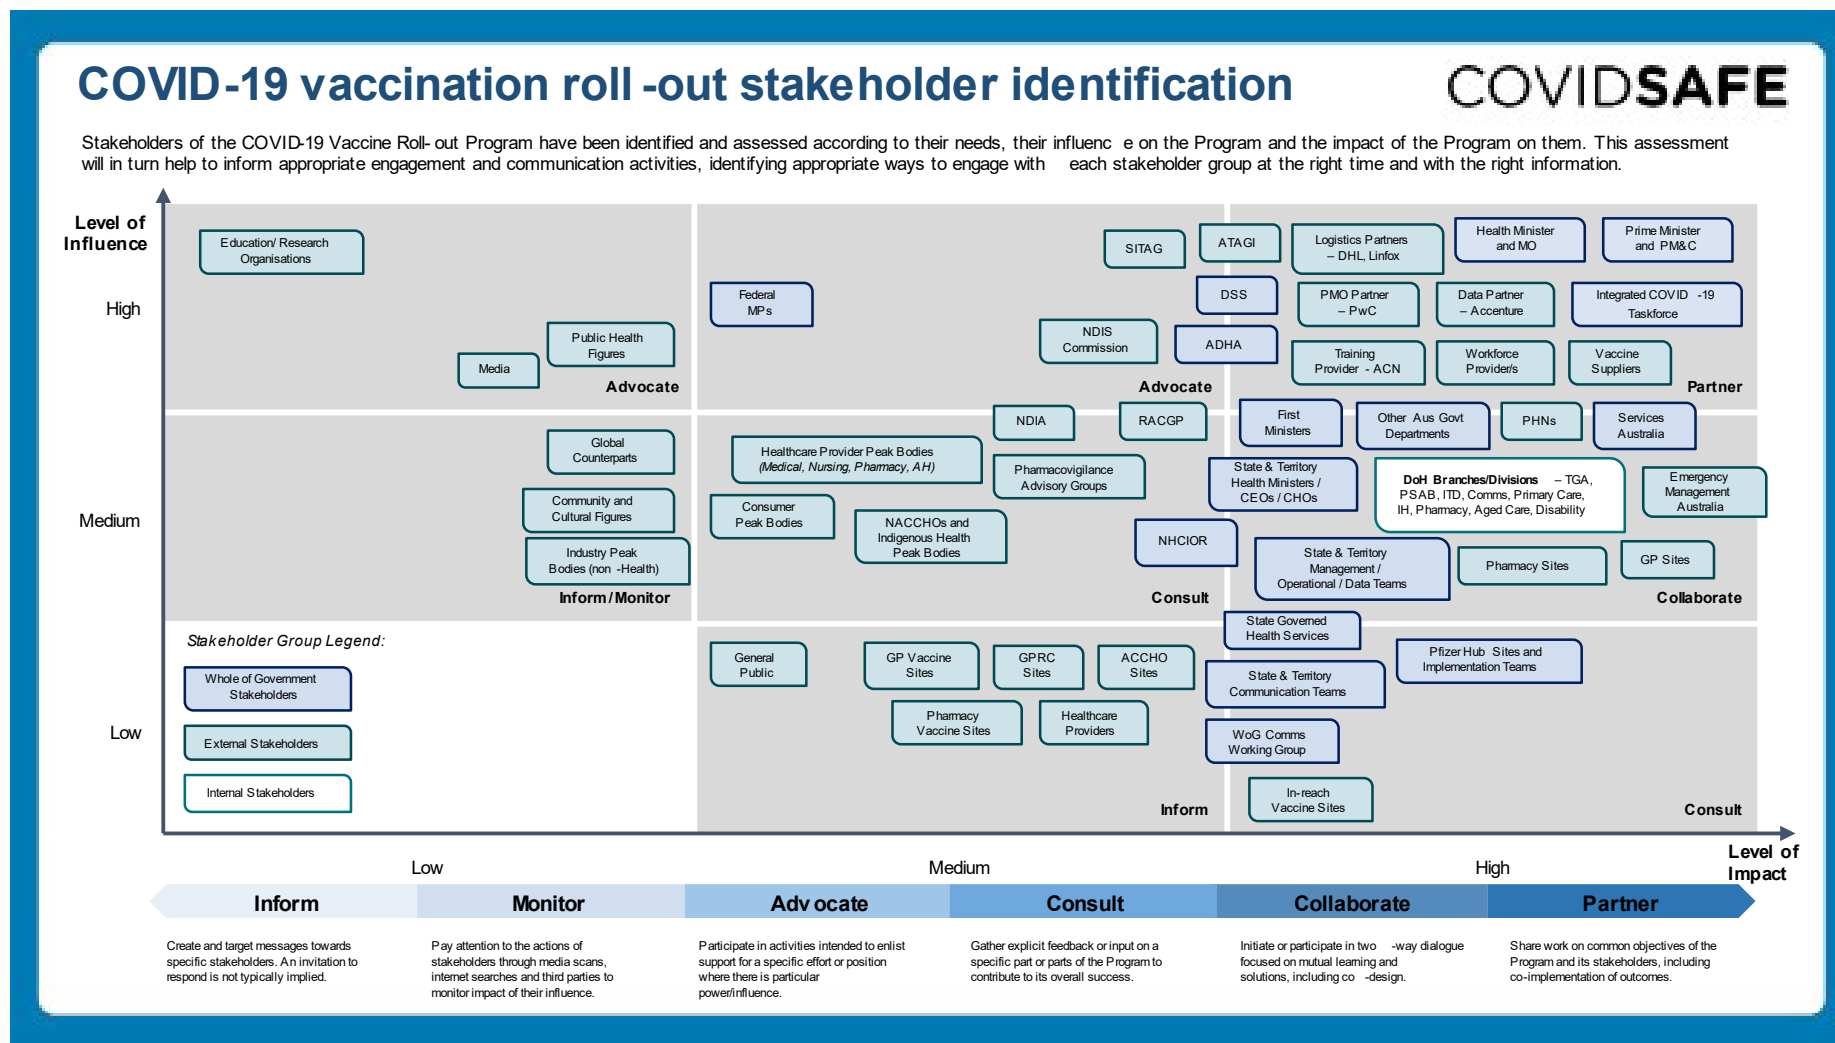 COVID-19 vaccination roll -out stakeholder identification
COVIDSAFE
Stakeholders of the COVID-19 Vaccine Roll- out Program have been identified and assessed according to their needs, their influenc e on the Program and the impact of the Program on them. This assessment
will in turn help to inform appropriate engagement and communication activities, identifying appropriate ways to engage with each stakeholder group at the right time and with the right information.
Level of
Influence
High
Medium
Low
Education/ Research
Organisations
Public Health
Figures
Media
Advocate
Federal
MPs
SITAG
NDIS
Commission
ADHA
Advocate
ATAGI
DSS
Logistics Partners
– DHL, Linfox
Health Minister
and MO
Prime Minister
and PM&C
PMO Partner
– PwC
Data Partner
– Accenture
Integrated COVID -19
Taskforce
Training
Provider - ACN
Workforce
Provider/s
Vaccine
Suppliers
Partner
Global
Counterparts
Community and
Cultural Figures
Industry Peak
Bodies (non -Health)
Inform/Monitor
NDIA
RACGP
Healthcare Provider Peak Bodies
(Medical, Nursing, Pharmacy, AH)
Pharmacovigilance
Advisory Groups
Consumer
Peak Bodies
NACCHOs and
Indigenous Health
Peak Bodies
NHCIOR
Consult
First
Ministers
Other Aus Govt
Departments
PHNs
Services
Australia
State & Territory
Health Ministers /
CEOs / CHOs
DoH Branches/Divisions – TGA,
PSAB, ITD, Comms, Primary Care,
IH, Pharmacy, Aged Care, Disability
Emergency
Management
Australia
State & Territory
Management /
Operational / Data Teams
Pharmacy Sites
GP Sites
Collaborate
Stakeholder Group Legend:
Whole of Government
Stakeholders
External Stakeholders
Internal Stakeholders
General
Public
GP Vaccine
Sites
GPRC
Sites
ACCHO
Sites
Pharmacy
Vaccine Sites
Healthcare
Providers
Inform
State Governed
Health Services
Pfizer Hub Sites and
Implementation Teams
State & Territory
Communication Teams
WoG Comms
Working Group
In-reach
Vaccine Sites
Consult
Low
Medium
High
Level of
Impact
Inform
Monitor
Advocate
Consult
Collaborate
Partner
Create and target messages towards
specific stakeholders. An invitation to
respond is not typically implied.
Pay attention to the actions of
stakeholders through media scans,
internet searches and third parties to
monitor impact of their influence.
Participate in activities intended to enlist
support for a specific effort or position
where there is particular
power/influence.
Gather explicit feedback or input on a
specific part or parts of the Program to
contribute to its overall success.
Initiate or participate in two -way dialogue
focused on mutual learning and
solutions, including co -design.
Share work on common objectives of the
Program and its stakeholders, including
co-implementation of outcomes.